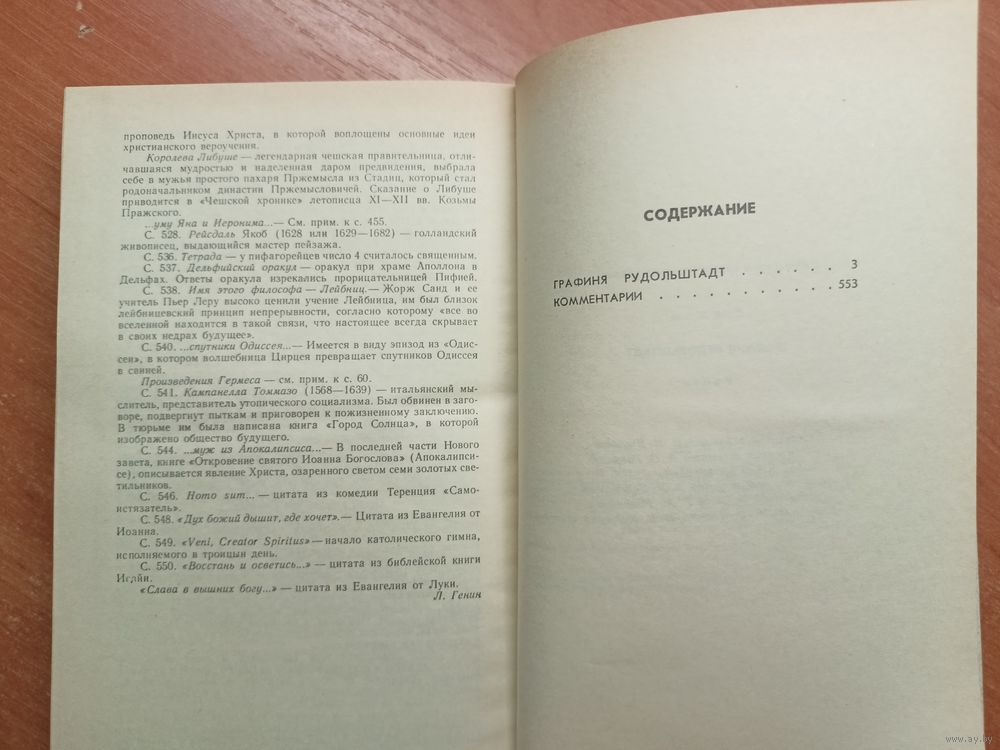 проповедь Иисуса Христа, в которой воплощены основные идеи
христианского вероучения.
Королева Либуше — легендарная чешская правительница, отли-
чавшаяся мудростью и наделенная даром предвидения, выбрала
себе в мужья простого пахаря Пржемысла из Стадиц, который стал
родоначальником династии Пржемысловичей. Сказание о Либуше
приводится в «Чешской хронике» летописца XI—XII вв. Козьмы
Пражского.
...уму Яна и Иеронима...— См. прим. к с. 455.
С. 528. Рейсдаль Якоб (1628 или 1629—1682) — голландский
живописец, выдающийся мастер пейзажа.
С. 536. Тетрада — у пифагорейцев число 4 считалось священным.
С. 537. Дельфийский оракул — оракул при храме Аполлона в
Дельфах. Ответы оракула изрекались прорицательницей Пифией.
С. 538. Имя этого философа — Лейбниц.— Жорж Санд и ее
учитель Пьер Леру высоко ценили учение Лейбница, им был близок
лейбницевский принцип непрерывности, согласно которому «все во
вселенной находится в такой связи, что настоящее всегда скрывает
в своих недрах будущее».
С. 540. ...спутники Одиссея...— Имеется в виду эпизод из «Одис-
сеи», в котором волшебница Цирцея превращает спутников Одиссея
в свиней.
Произведения Гермеса — см. прим. к с. 60.
С. 541. Кампанелла Томмазо (1568—1639) — итальянский мы-
слитель, представитель утопического социализма. Был обвинен в заго-
воре, подвергнут пыткам и приговорен к пожизненному заключению.
В тюрьме им была написана книга «Город Солнца», в которой
изображено общество будущего.
С. 544. ...муж из Апокалипсиса...— В последней части Нового
завета, книге «Откровение святого Иоанна Богослова» (Апокалипси-
се), описывается явление Христа, озаренного светом семи золотых све-
тильников.
С. 546. Homo sum...— цитата из комедии Теренция «Само-
истязатель».
С. 548. «Дух божий дышит, где хочет».— Цитата из Евангелия от
Иоанна.
С. 549. «Veni, Creator Spiritus» — начало католического гимна,
исполняемого в троицын день.
С. 550. «Восстань и осветись...» — цитата из библейской книги
Исайи.
«Слава в вышних богу...» — цитата из Евангелия от Луки.
Л. Генин
СОДЕРЖАНИЕ
ГРАФИНЯ РУДОЛЬШТАДТ . . . . . . 3
КОММЕНТАРИИ . . . . . . . . . . 553
www.ay.by